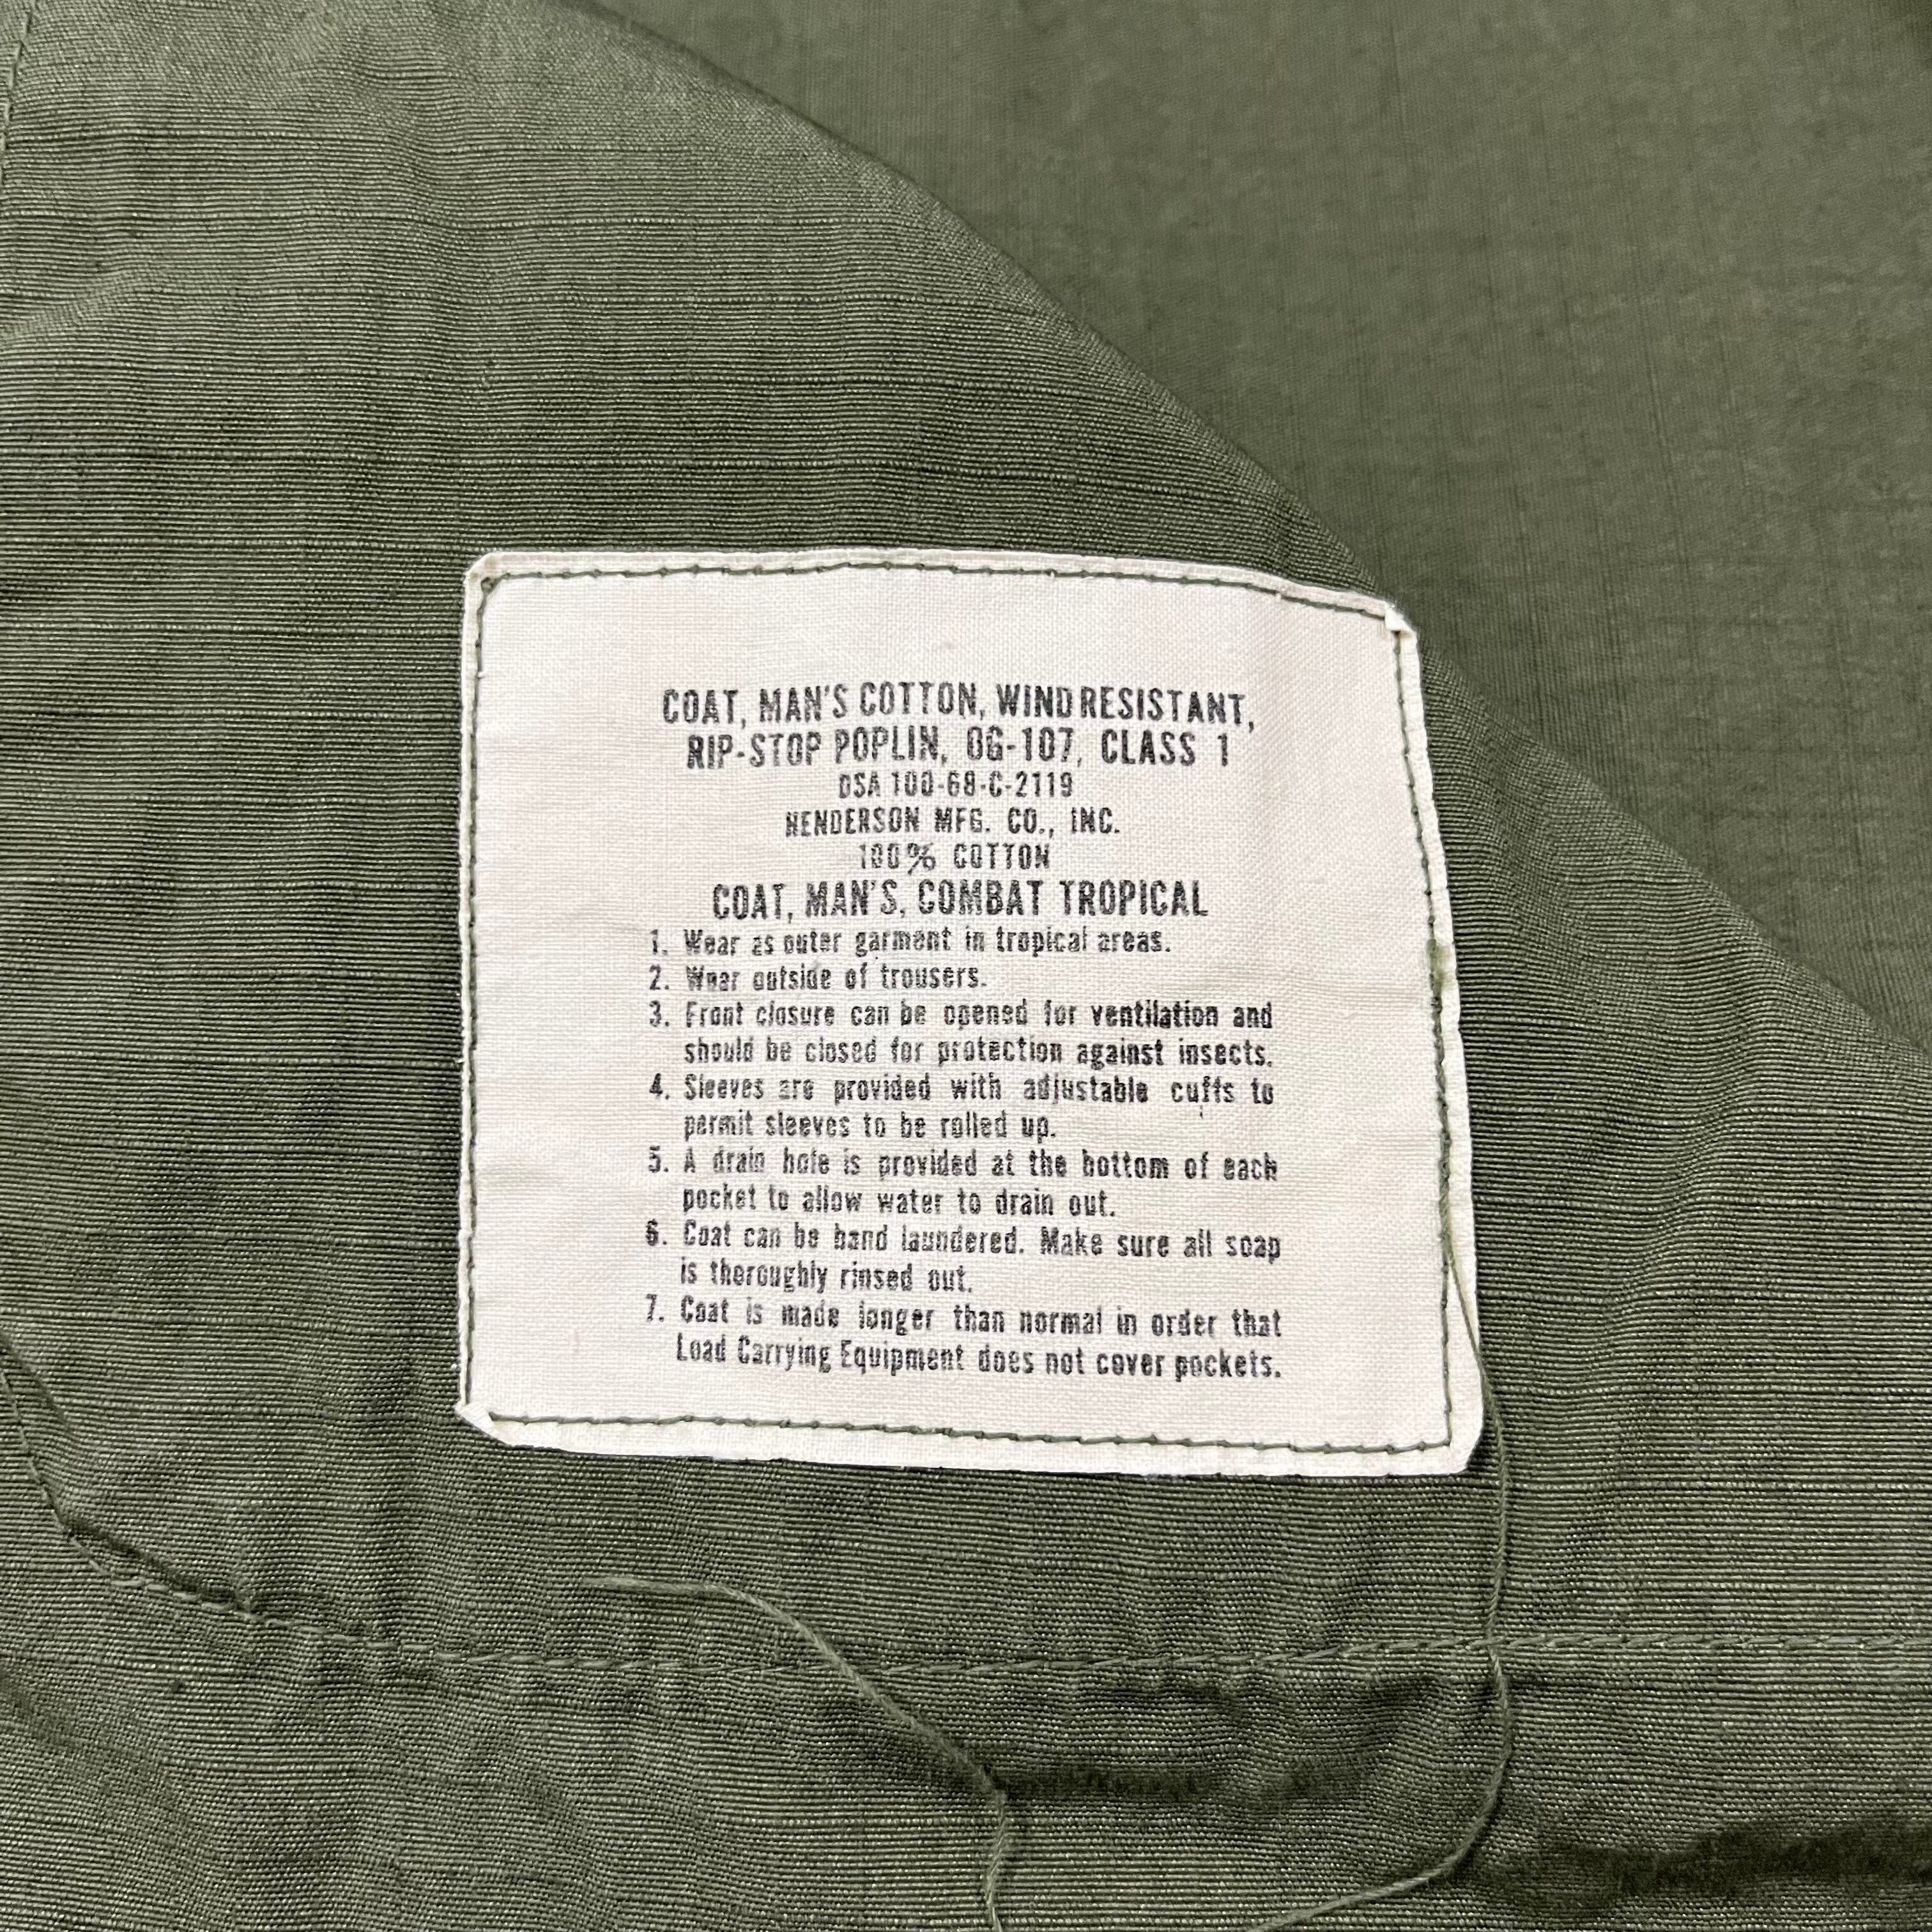 COAT, MAN'S COTTON, WIND RESISTANT,
RIP-STOP POPLIN, OG-107, CLASS 1
DSA 100-68-C-2119
HENDERSON MFG. CO., INC.
100% COTTON
COAT, MAN'S, COMBAT TROPICAL
1. Wear as outer garment in tropical areas.
2. Wear outside of trousers.
3. Front closure can be opened for ventilation and
should be closed for protection against insects.
4. Sleeves are provided with adjustable cuffs to
permit sleeves to be rolled up.
5. A drain hole is provided at the bottom of each
pocket to allow water to drain out.
6. Coat can be hand laundered. Make sure all soap
is thoroughly rinsed out.
7. Coat is made longer than normal in order that
Load Carrying Equipment does not cover pockets.